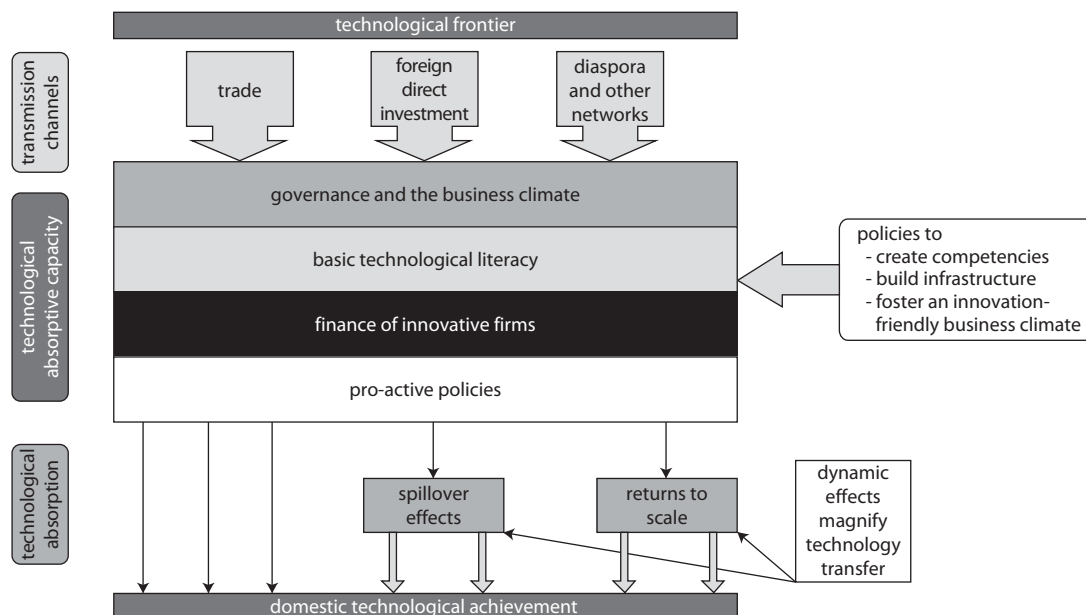 technological frontier
transmission
channels
trade
foreign
direct
investment
diaspora
and other
networks
technological
absorptive capacity
governance and the business climate
basic technological literacy
finance of innovative firms
pro-active policies
policies to
- create competencies
- build infrastructure
- foster an innovation-
friendly business climate
technological
absorption
spillover
effects
returns to
scale
dynamic
effects
magnify
technology
transfer
domestic technological achievement